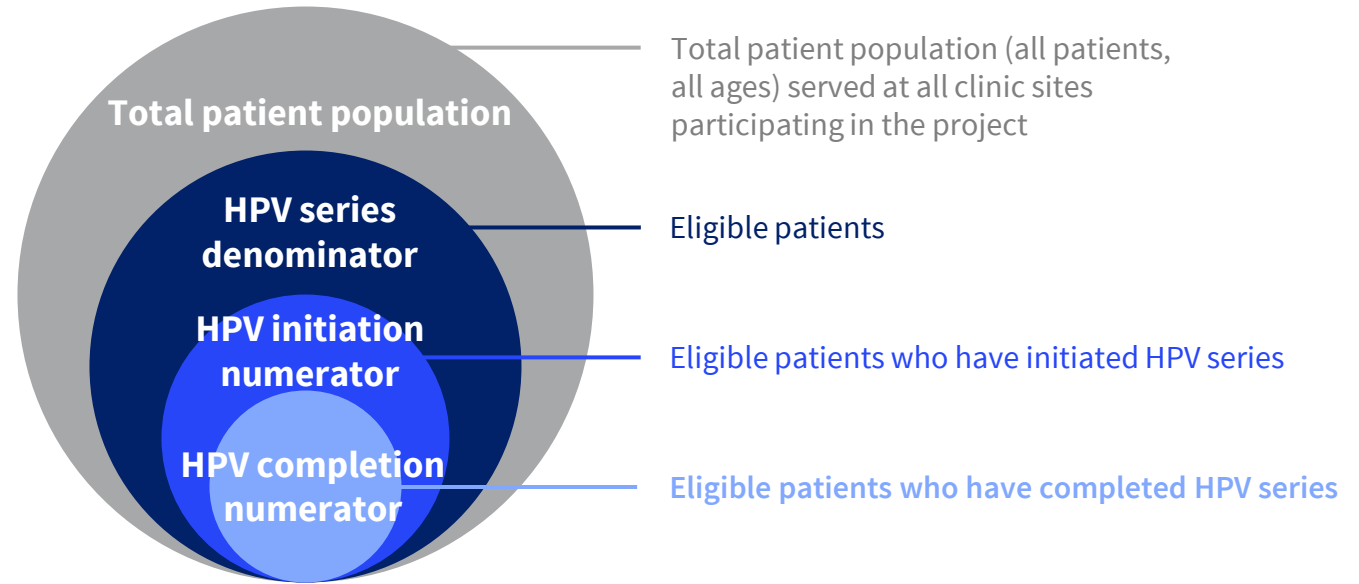 Total patient population
Total patient population (all patients,
all ages) served at all clinic sites
participating in the project
HPV series
denominator
Eligible patients
HPV initiation
numerator
Eligible patients who have initiated HPV series
HPV completion
numerator
Eligible patients who have completed HPV series